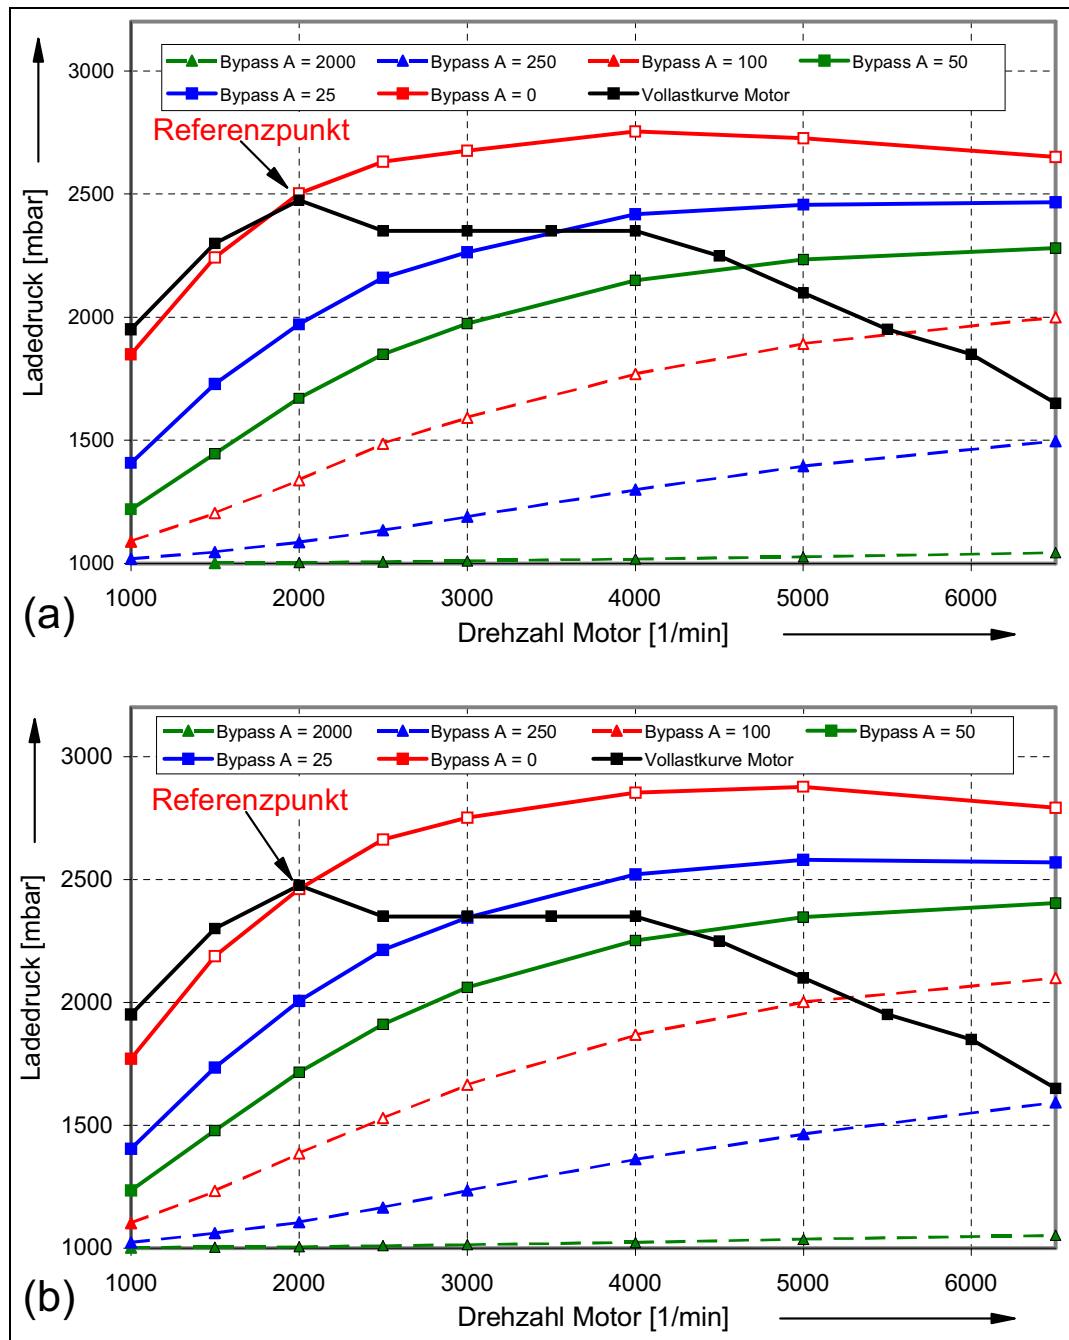 3000
Bypass A = 2000 Bypass A = 250 Bypass A = 100 Bypass A = 50
Bypass A = 25 Bypass A = 0 Vollastkurve Motor
Referenzpunkt
2500
2000
1500
1000
Ladedruck [mbar]
1000 2000 3000 4000 5000 6000
(a)
Drehzahl Motor [1/min]
Bypass A = 2000 Bypass A = 250 Bypass A = 100 Bypass A = 50
3000
Bypass A = 25 Bypass A = 0 Vollastkurve Motor
Referenzpunkt
2500
2000
1500
1000
Ladedruck [mbar]
1000 2000 3000 4000 5000 6000
(b)
Drehzahl Motor [1/min]